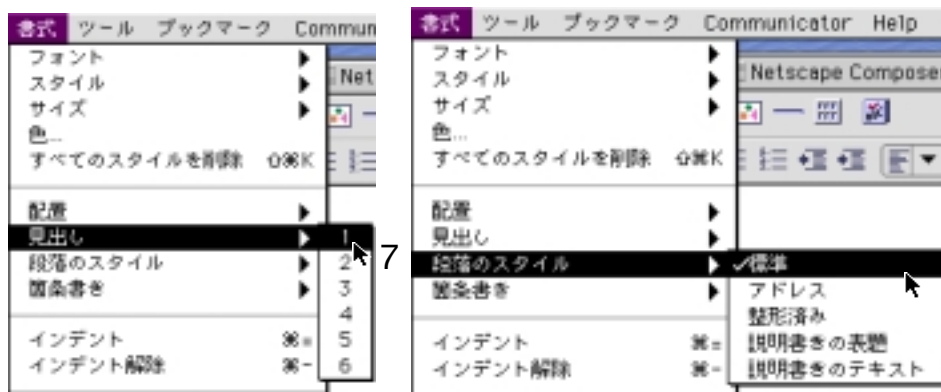 書式 ツール ブックマーク Commun
フォント
Net
スタイル
サイズ
色...
すべてのスタイルを削除 ⇧⌘K
配置
見出し 1
段落のスタイル 2
箇条書き 3
4
インデント ⌘= 5
インデント解除 ⌘- 6
7
書式 ツール ブックマーク Communicator Help
フォント
Netscape Compose
スタイル
サイズ
色...
すべてのスタイルを削除 ⇧⌘K
配置
見出し
段落のスタイル ✓標準
箇条書き アドレス
整形済み
インデント ⌘= 説明書きの表題
インデント解除 ⌘- 説明書きのテキスト